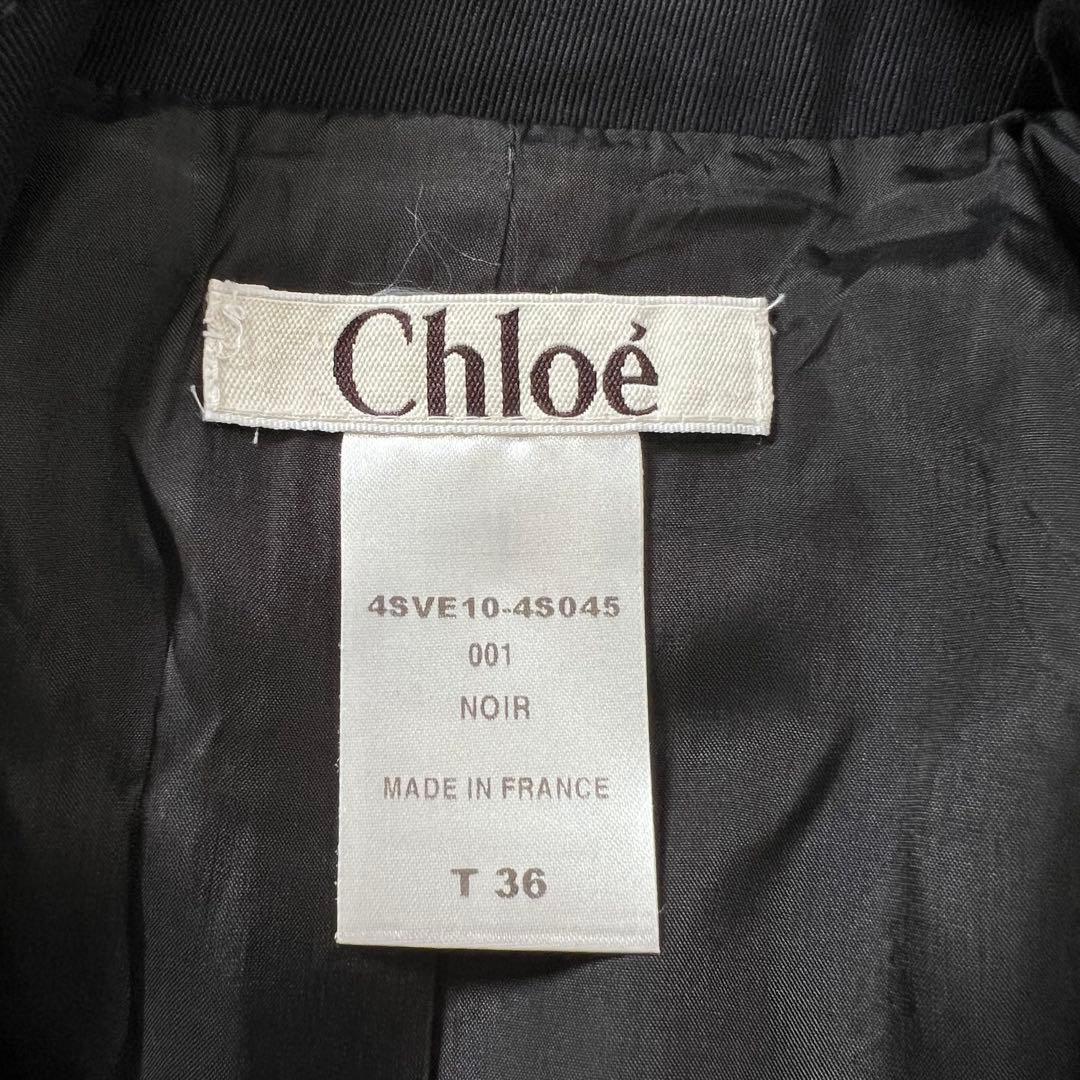 Chloé
4SVE10-4S045
001
NOIR
MADE IN FRANCE
T 36